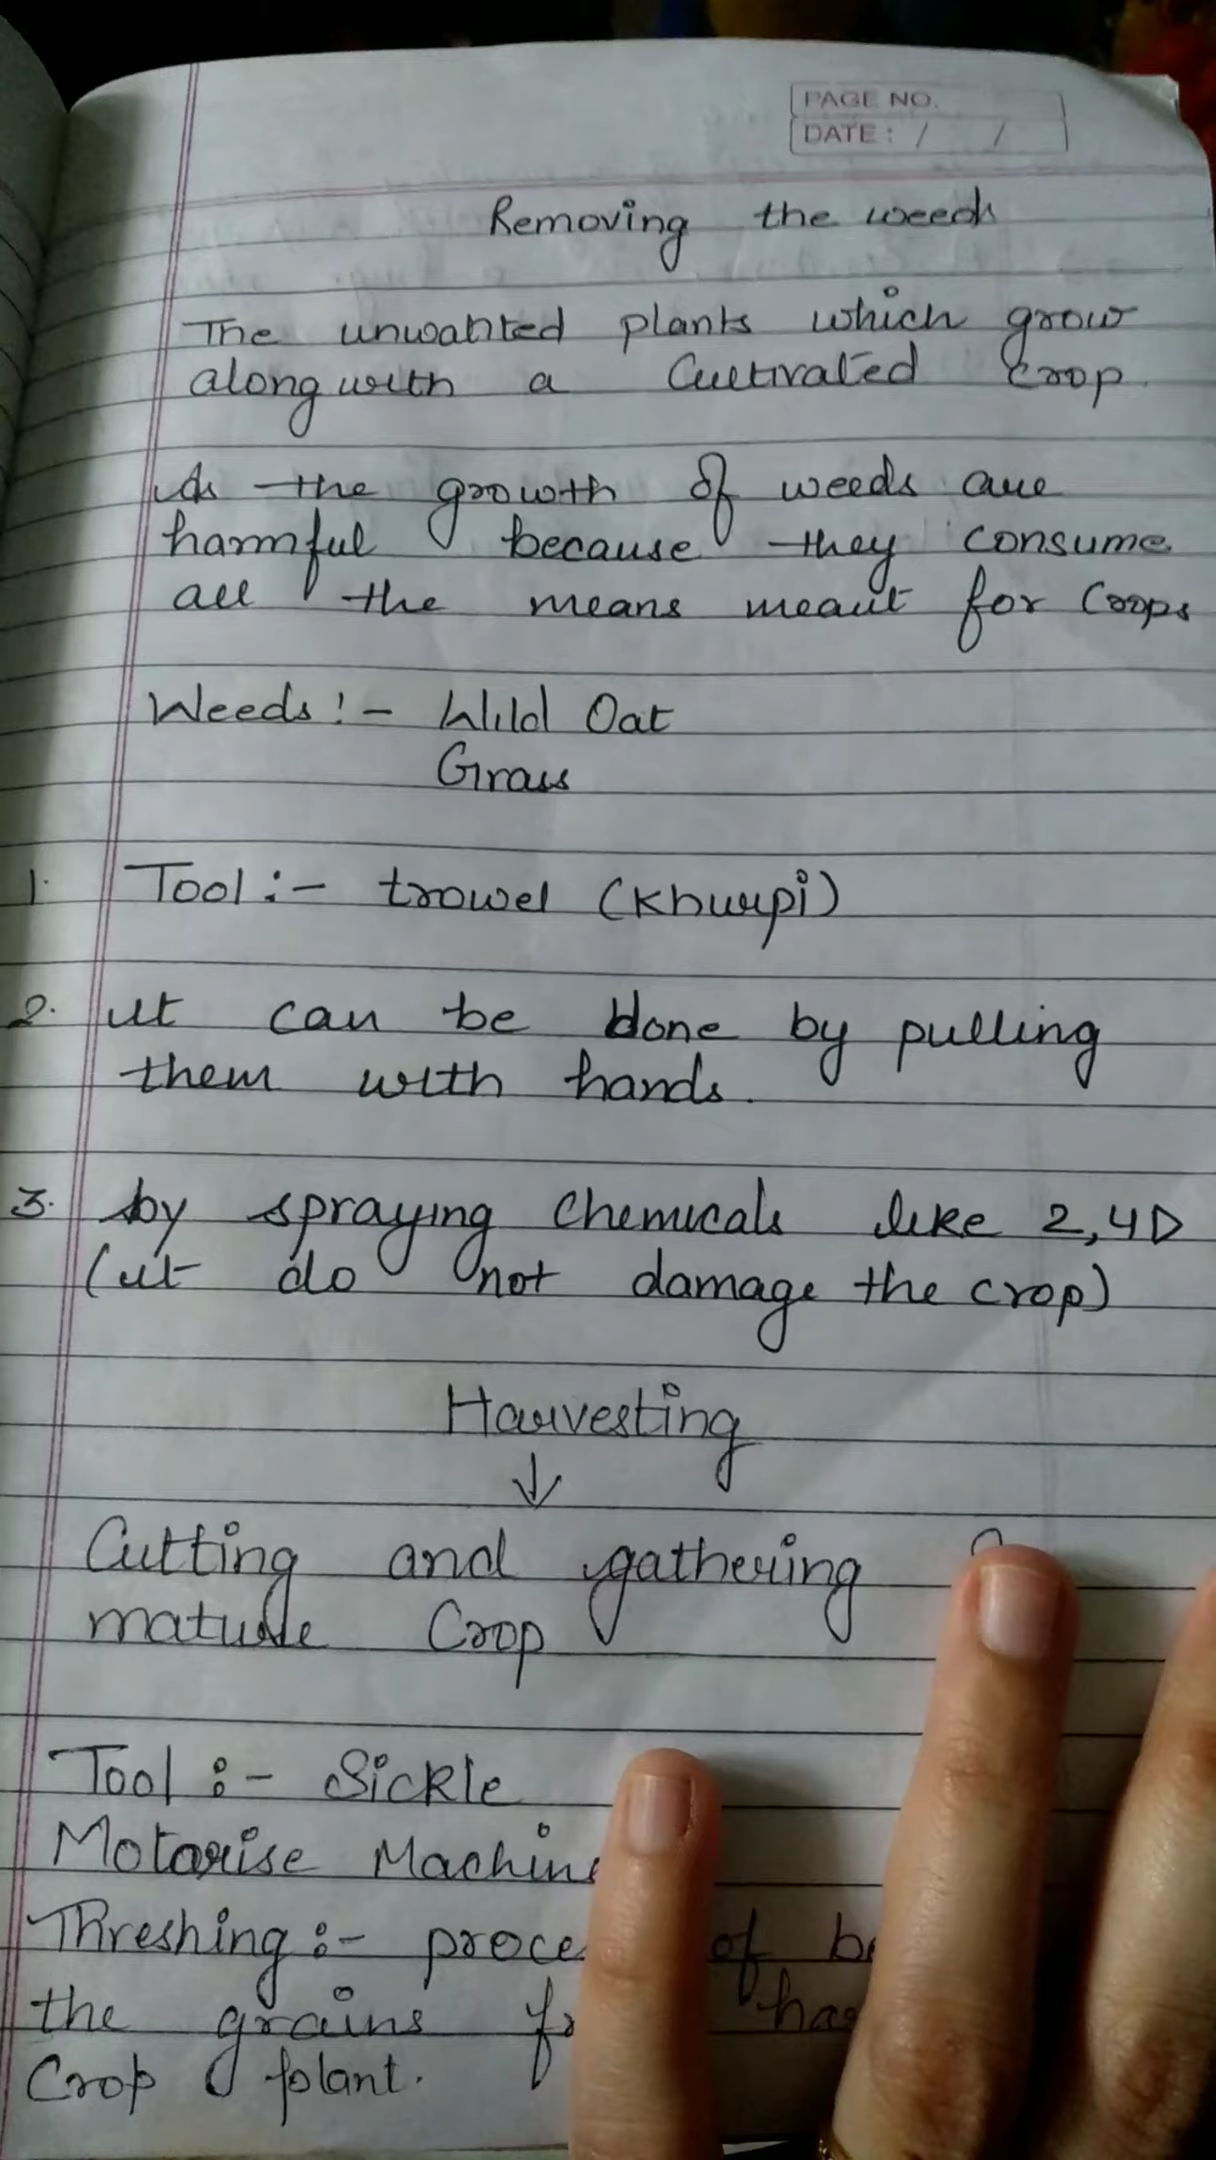 PAGE NO.
DATE: / /
Removing the weeds
The unwanted plants which grow
along with a Cultivated Crop.
As the growth of weeds are
harmful because they consume
all the means meant for Crops
Weeds :- Wild Oat
Grass
1. Tool :- trowel (Khurpi)
2. It can be done by pulling
them with hands.
3. by spraying Chemicals like 2,4D
(it do not damage the crop)
Harvesting
↓
Cutting and gathering
mature Crop
Tool :- Sickle
Motorise
Threshing :- of
the grains
Crop plant.